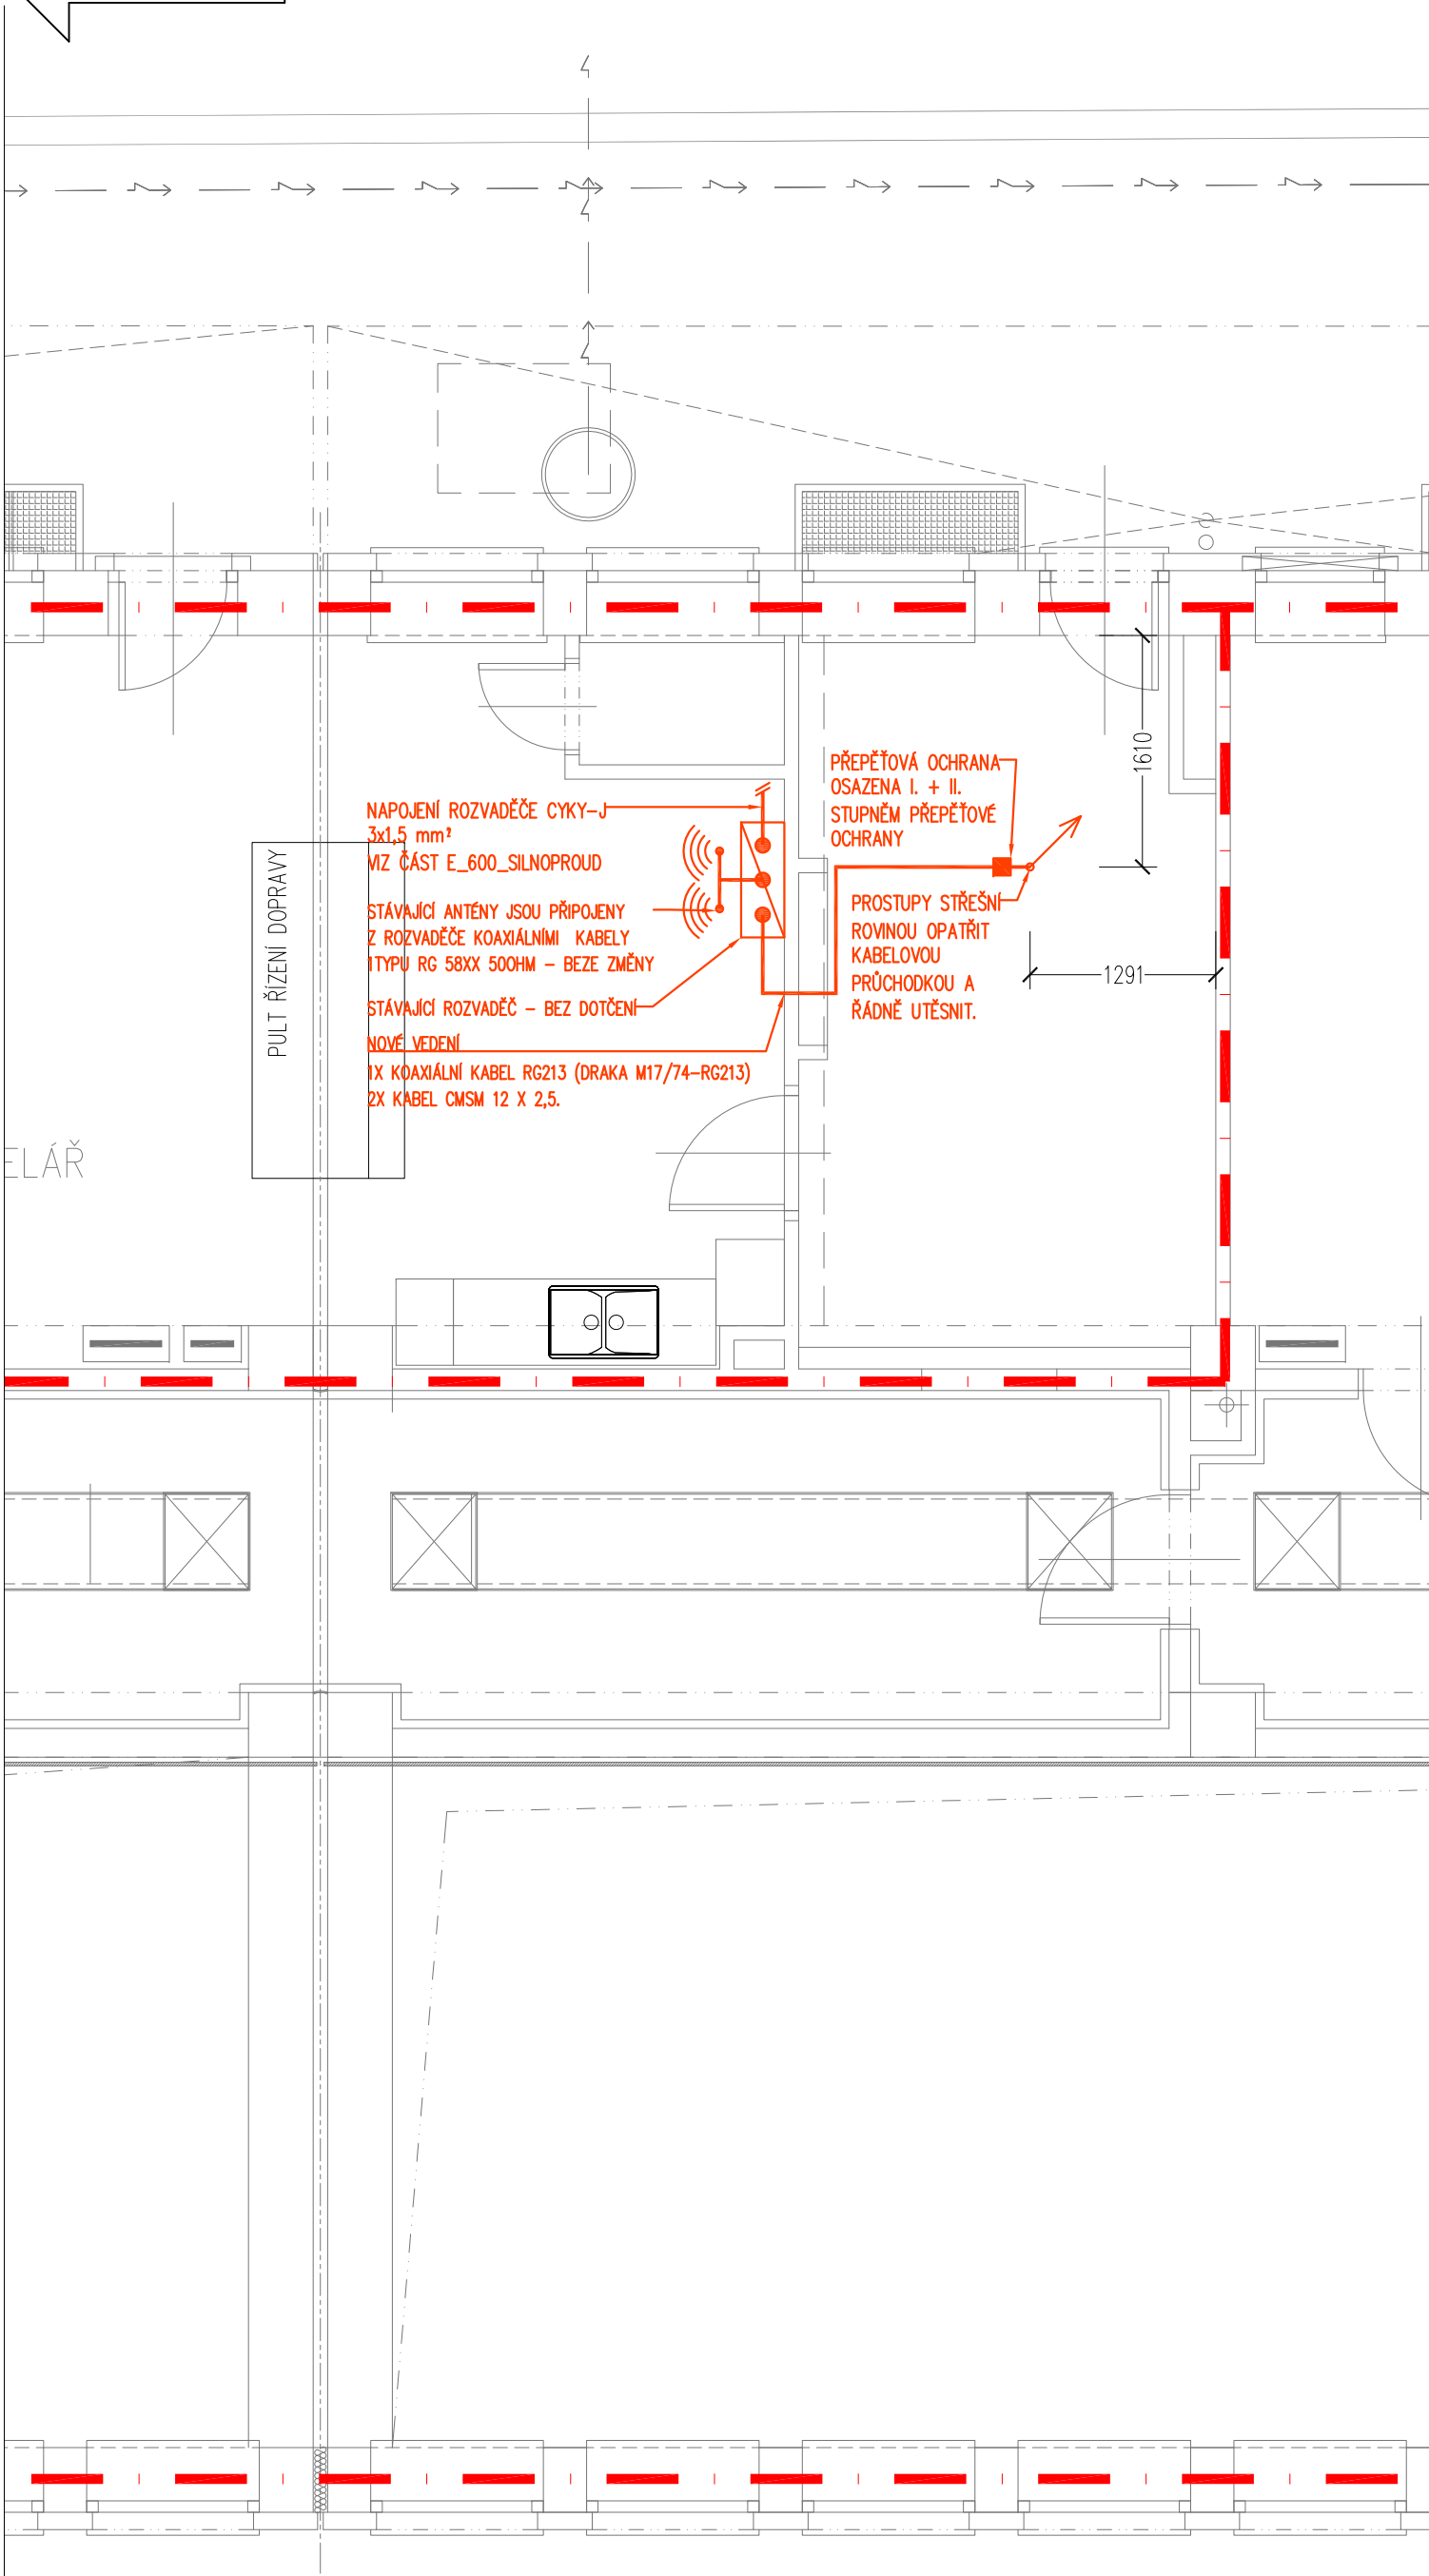 1610
PŘEPĚŤOVÁ OCHRANA
OSAZENA I. + II.
STUPNĚM PŘEPĚŤOVÉ
OCHRANY
NAPOJENÍ ROZVADĚČE CYKY-J
3x1,5 mm²
VIZ ČÁST E_600_SILNOPROUD
PULT ŘÍZENÍ DOPRAVY
STÁVAJÍCÍ ANTÉNY JSOU PŘIPOJENY
Z ROZVADĚČE KOAXIÁLNÍMI KABELY
1TYPU RG 58XX 50OHM - BEZE ZMĚNY
PROSTUPY STŘEŠNÍ
ROVINOU OPATŘIT
KABELOVOU
PRŮCHODKOU A
ŘÁDNĚ UTĚSNIT.
1291
STÁVAJÍCÍ ROZVADĚČ - BEZ DOTČENÍ
NOVÉ VEDENÍ
1X KOAXIÁLNÍ KABEL RG213 (DRAKA M17/74-RG213)
2X KABEL CMSM 12 X 2,5.
ELÁŘ